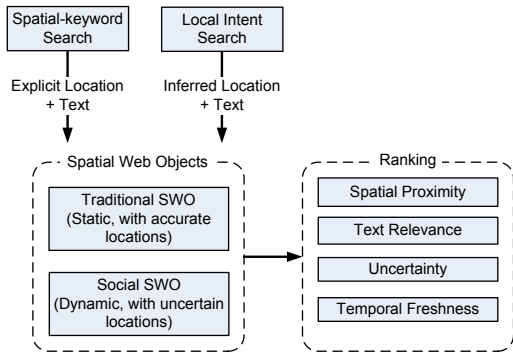 Spatial-keyword
Search
Local Intent
Search
Explicit Location
+ Text
Inferred Location
+ Text
Spatial Web Objects
Traditional SWO
(Static, with accurate
locations)
Social SWO
(Dynamic, with uncertain
locations)
Ranking
Spatial Proximity
Text Relevance
Uncertainty
Temporal Freshness